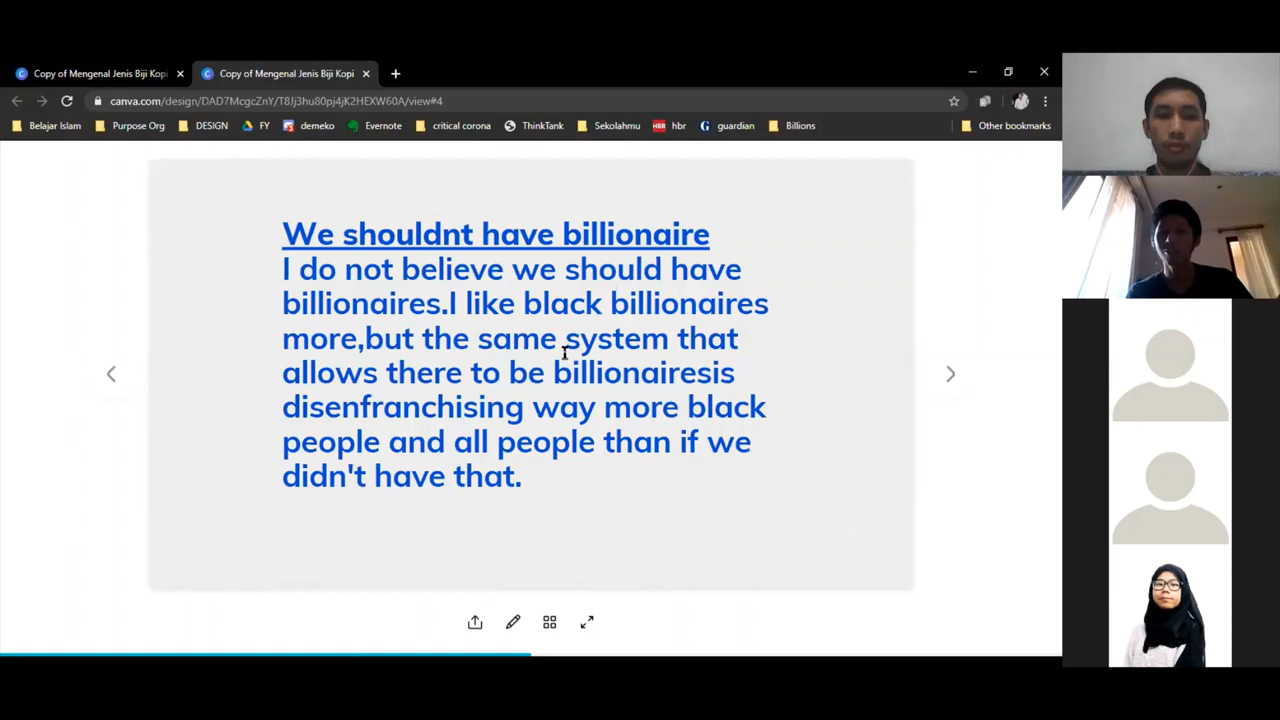 Copy of Mengenal Jenis Biji Kopi
Copy of Mengenal Jenis Biji Kopi
canva.com/design/DAD7McgcZnY/T8Jj3hu80pj4jK2HEXW60A/view#4
Belajar Islam Purpose Org DESIGN FY demeko Evernote critical corona ThinkTank Sekolahmu HBR hbr G guardian Billions Other bookmarks
We shouldnt have billionaire
I do not believe we should have
billionaires.I like black billionaires
more,but the same system that
allows there to be billionairesis
disenfranchising way more black
people and all people than if we
didn't have that.